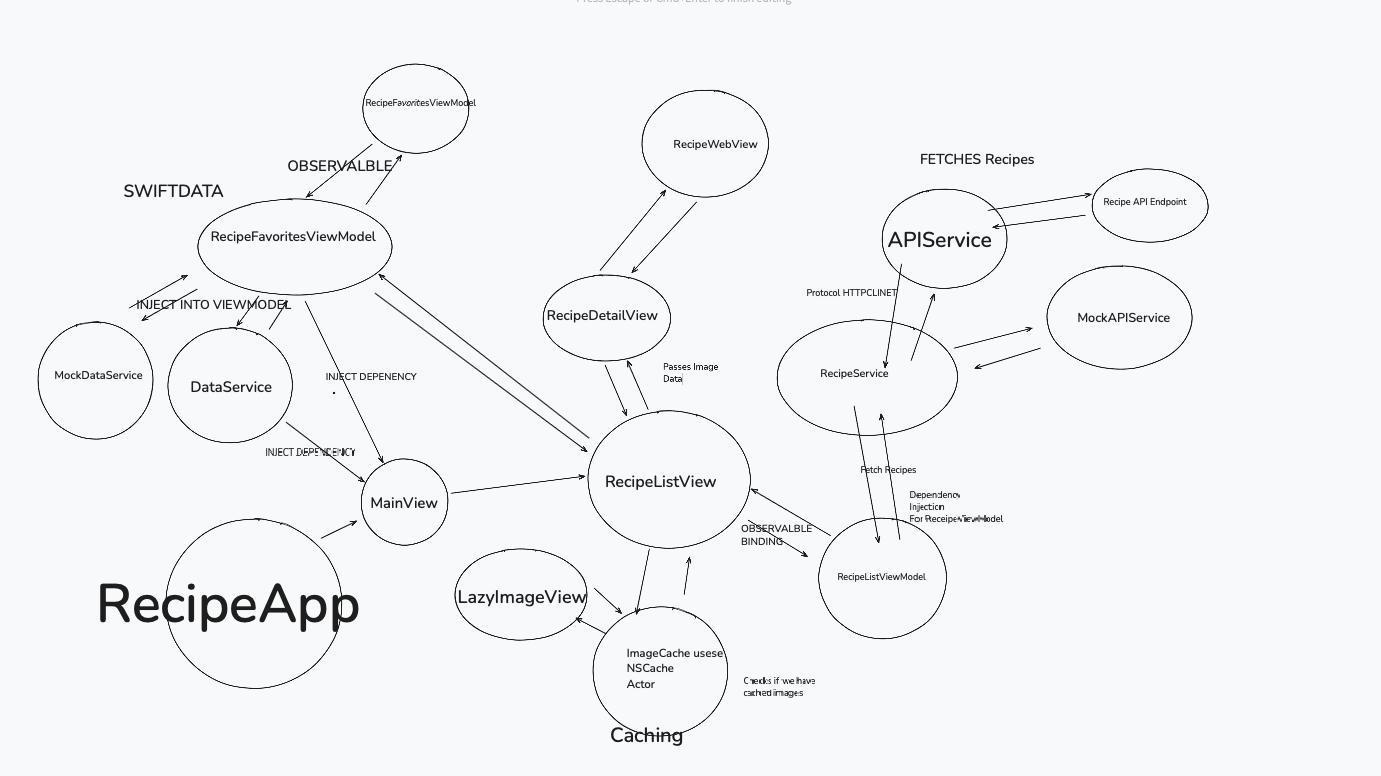 Press Escape or Cmd+Enter to finish editing
RecipeFavoritesViewModel
OBSERVALBLE
SWIFTDATA
RecipeFavoritesViewModel
INJECT INTO VIEWMODEL
MockDataService
DataService
INJECT DEPENENCY
.
INJECT DEPENDENCY
MainView
RecipeApp
RecipeWebView
RecipeDetailView
Passes Image
Data
RecipeListView
OBSERVALBLE
BINDING
LazyImageView
ImageCache usese
NSCache
Actor
Caching
Checks if we have
cached images
FETCHES Recipes
APIService
Recipe API Endpoint
Protocol HTTPCLINET
MockAPIService
RecipeService
Fetch Recipes
Dependency
Injection
For ReceipeViewModel
RecipeListViewModel